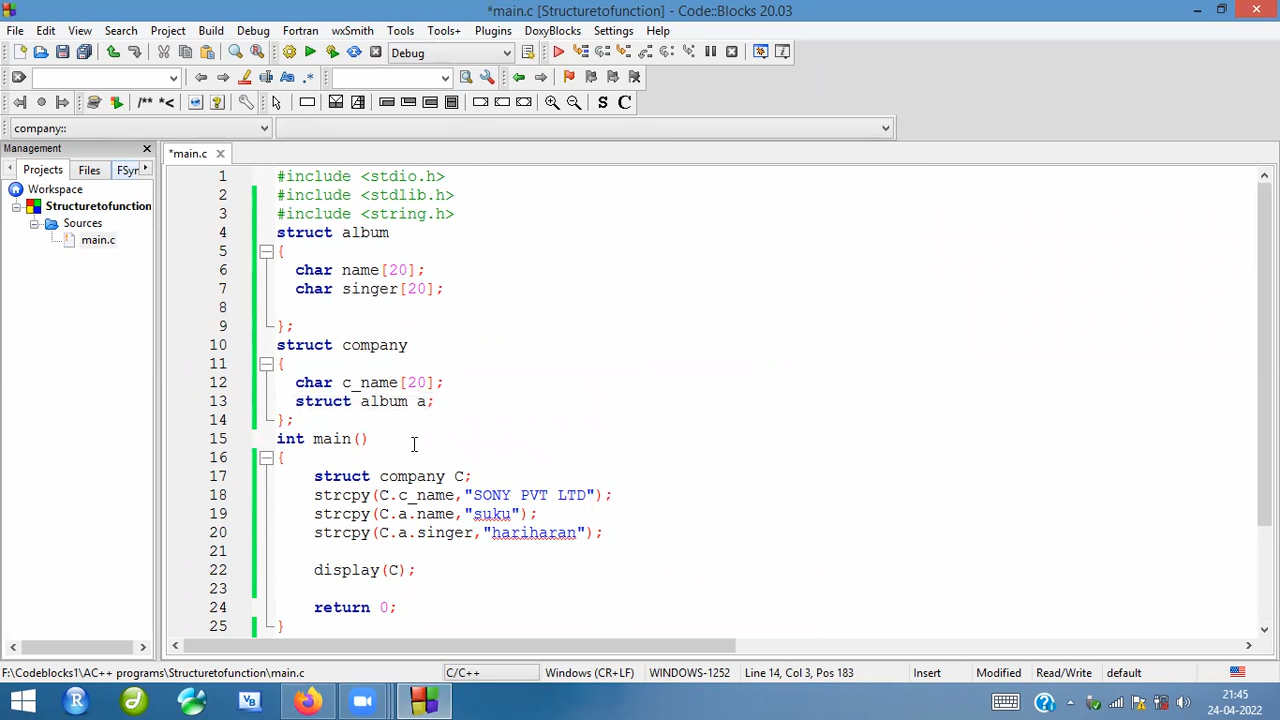 *main.c [Structuretofunction] - Code::Blocks 20.03
File Edit View Search Project Build Debug Fortran wxSmith Tools Tools+ Plugins DoxyBlocks Settings Help
Debug
/** *<
S C
company::
Management
Projects Files FSyr
*main.c
Workspace
Structuretofunction
Sources
main.c
1 #include <stdio.h>
2 #include <stdlib.h>
3 #include <string.h>
4 struct album
5 {
6 char name[20];
7 char singer[20];
8
9 };
10 struct company
11 {
12 char c_name[20];
13 struct album a;
14 };
15 int main()
16 {
17 struct company C;
18 strcpy(C.c_name,"SONY PVT LTD");
19 strcpy(C.a.name,"suku");
20 strcpy(C.a.singer,"hariharan");
21
22 display(C);
23
24 return 0;
25 }
F:\Codeblocks1\AC++ programs\Structuretofunction\main.c C/C++ Windows (CR+LF) WINDOWS-1252 Line 14, Col 3, Pos 183 Insert Modified Read/Write default
21:45
24-04-2022